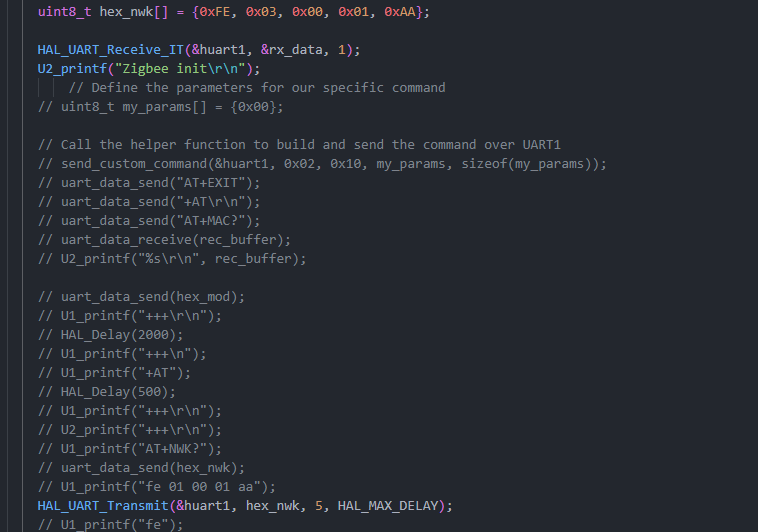 uint8_t hex_nwk[] = {0xFE, 0x03, 0x00, 0x01, 0xAA};
HAL_UART_Receive_IT(&huart1, &rx_data, 1);
U2_printf("Zigbee init\r\n");
// Define the parameters for our specific command
// uint8_t my_params[] = {0x00};
// Call the helper function to build and send the command over UART1
// send_custom_command(&huart1, 0x02, 0x10, my_params, sizeof(my_params));
// uart_data_send("AT+EXIT");
// uart_data_send("+AT\r\n");
// uart_data_send("AT+MAC?");
// uart_data_receive(rec_buffer);
// U2_printf("%s\r\n", rec_buffer);
// uart_data_send(hex_mod);
// U1_printf("+++\r\n");
// HAL_Delay(2000);
// U1_printf("+++\n");
// U1_printf("+AT");
// HAL_Delay(500);
// U1_printf("+++\r\n");
// U2_printf("+++\r\n");
// U1_printf("AT+NWK?");
// uart_data_send(hex_nwk);
// U1_printf("fe 01 00 01 aa");
HAL_UART_Transmit(&huart1, hex_nwk, 5, HAL_MAX_DELAY);
// U1_printf("fe");